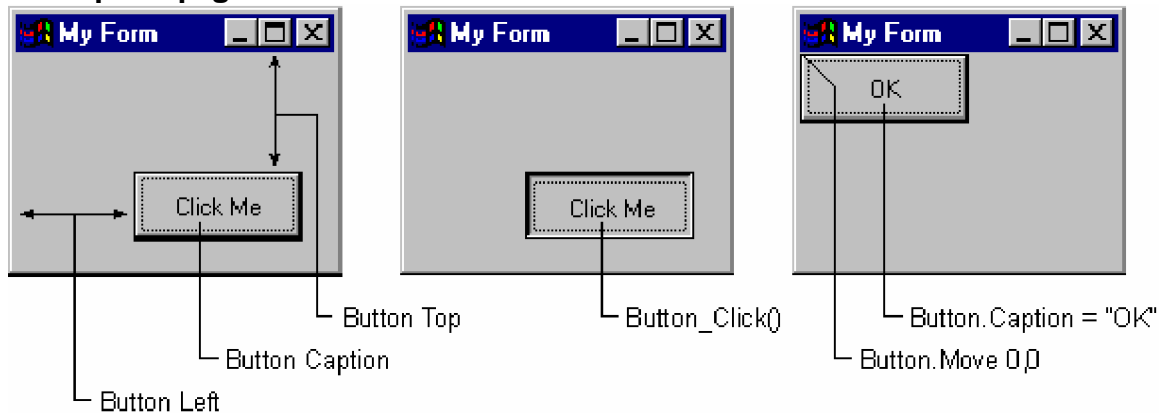 My Form
My Form
My Form
OK
Click Me
Click Me
Button Top
Button_Click()
Button.Caption = "OK"
Button Caption
Button.Move 0,0
Button Left